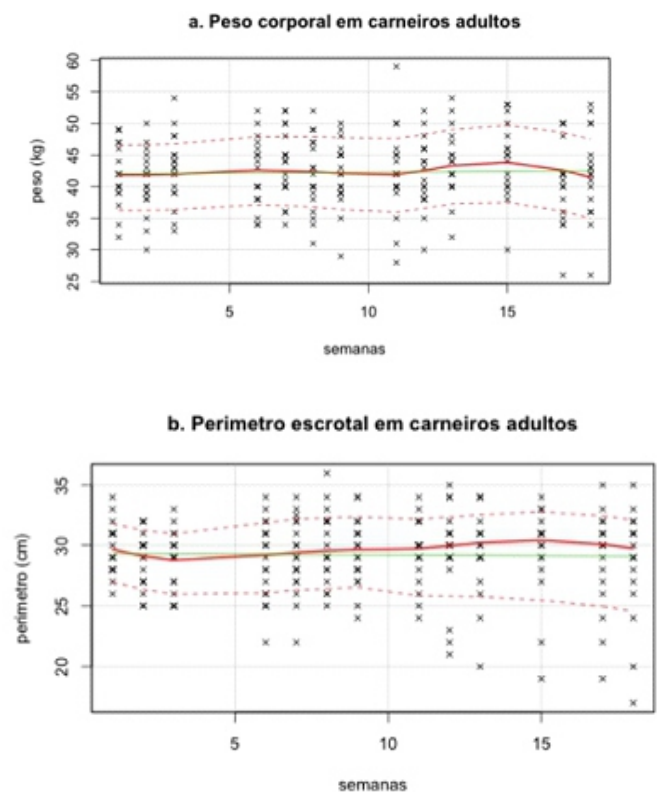 a. Peso corporal em carneiros adultos
60
55
50
45
40
35
30
25
peso (kg)
5 10 15
semanas
b. Perimetro escrotal em carneiros adultos
35
30
25
20
perimetro (cm)
5 10 15
semanas